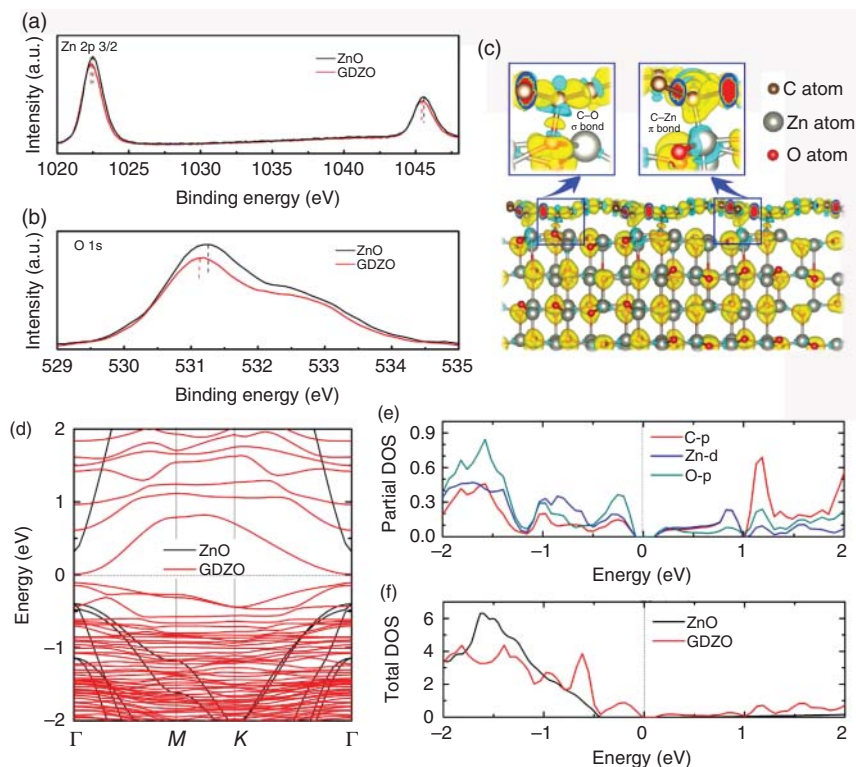 (a)
Zn 2p 3/2
ZnO
GDZO
Intensity (a.u.)
1020 1025 1030 1035 1040 1045
Binding energy (eV)
(b)
O 1s
ZnO
GDZO
Intensity (a.u.)
529 530 531 532 533 534 535
Binding energy (eV)
(c)
C–O
σ bond
C–Zn
π bond
C atom
Zn atom
O atom
(d)
2
1
0
−1
−2
Energy (eV)
ZnO
GDZO
Γ M K Γ
(e)
0.9
0.6
0.3
0.0
Partial DOS
C-p
Zn-d
O-p
−2 −1 0 1 2
Energy (eV)
(f)
6
4
2
0
Total DOS
ZnO
GDZO
−2 −1 0 1 2
Energy (eV)